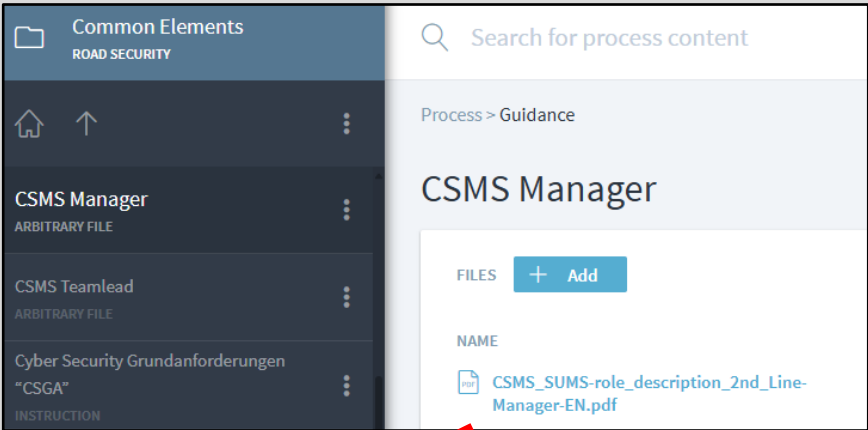 Common Elements
ROAD SECURITY
CSMS Manager
ARBITRARY FILE
CSMS Teamlead
ARBITRARY FILE
Cyber Security Grundanforderungen
“CSGA”
INSTRUCTION
Search for process content
Process > Guidance
CSMS Manager
FILES + Add
NAME
PDF CSMS_SUMS-role_description_2nd_Line-
Manager-EN.pdf